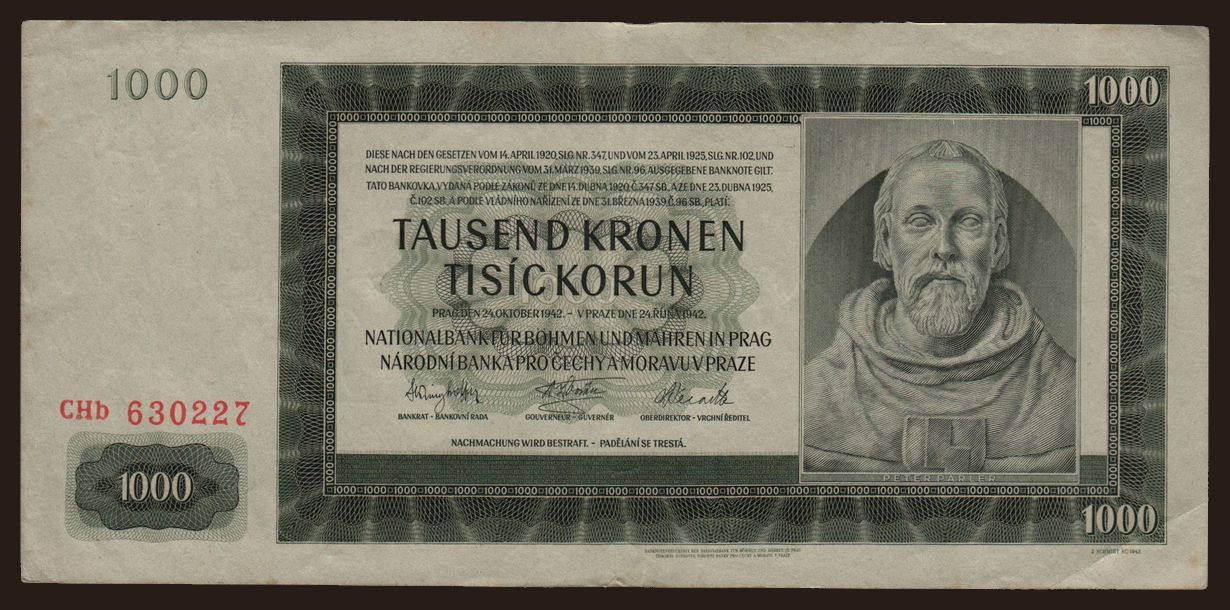 1000
1000
DIESE NACH DEN GESETZEN VOM 14. APRIL 1920, SLG. NR. 347, UND VOM 23. APRIL 1925, SLG. NR. 102, UND
NACH DER REGIERUNGSVERORDNUNG VOM 31. MÄRZ 1939, SLG. NR. 96, AUSGEGEBENE BANKNOTE GILT:
TATO BANKOVKA, VYDANÁ PODLE ZÁKONŮ ZE DNE 14. DUBNA 1920, Č. 347 SB., A ZE DNE 23. DUBNA 1925,
Č. 102 SB., A PODLE VLÁDNÍHO NAŘÍZENÍ ZE DNE 31. BŘEZNA 1939, Č. 96 SB., PLATÍ:
TAUSEND KRONEN
TISÍC KORUN
PRAG, DEN 24. OKTOBER 1942. – V PRAZE DNE 24. ŘÍJNA 1942.
NATIONALBANK FÜR BÖHMEN UND MÄHREN IN PRAG
NÁRODNÍ BANKA PRO ČECHY A MORAVU V PRAZE
BANKRAT – BANKOVNÍ RADA
GOUVERNEUR – GUVERNÉR
OBERDIREKTOR – VRCHNÍ ŘEDITEL
CHb 630227
NACHMACHUNG WIRD BESTRAFT. – PADĚLÁNÍ SE TRESTÁ.
1000
PETER PARLER
1000
J. SCHMIDT SC. 1942.